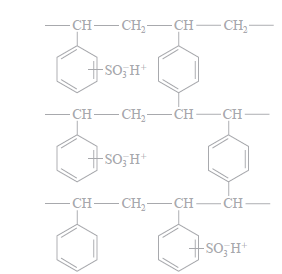 CH — CH₂ — CH — CH₂
SO₃⁻H⁺
CH — CH₂ — CH — CH
SO₃⁻H⁺
CH — CH₂ — CH — CH
SO₃⁻H⁺